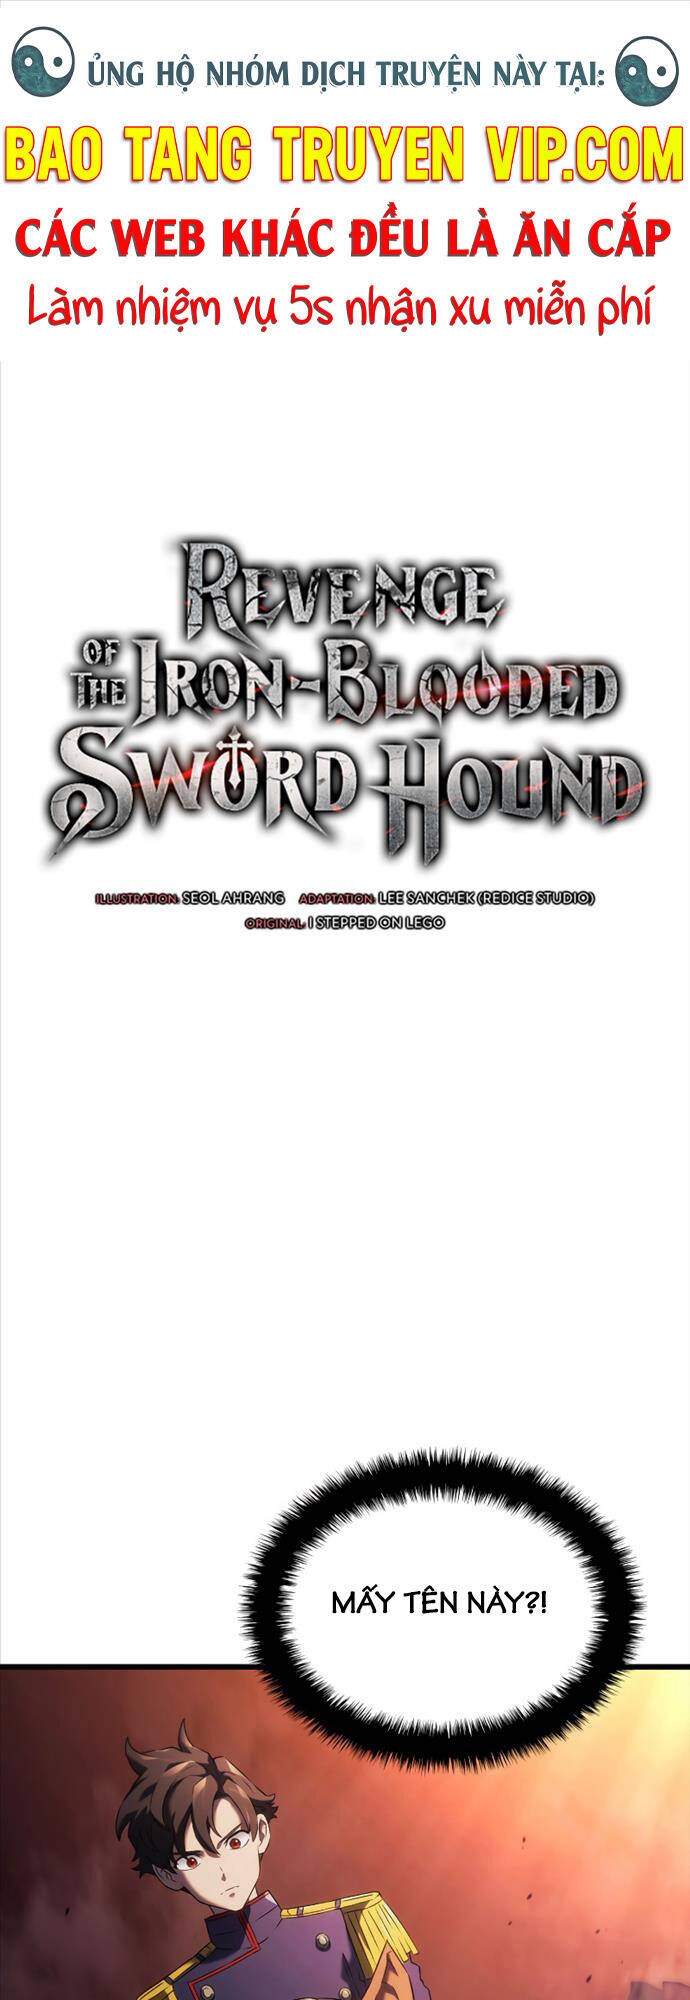 ỦNG HỘ NHÓM DỊCH TRUYỆN NÀY TẠI:
BAO TANG TRUYEN VIP.COM
CÁC WEB KHÁC ĐỀU LÀ ĂN CẮP
Làm nhiệm vụ 5s nhận xu miễn phí
REVENGE
OF THE IRON-BLOODED
SWORD HOUND
ILLUSTRATION: SEOL AHRANG ADAPTATION: LEE SANCHEK (REDICE STUDIO)
ORIGINAL: I STEPPED ON LEGO
MẤY TÊN NÀY?!